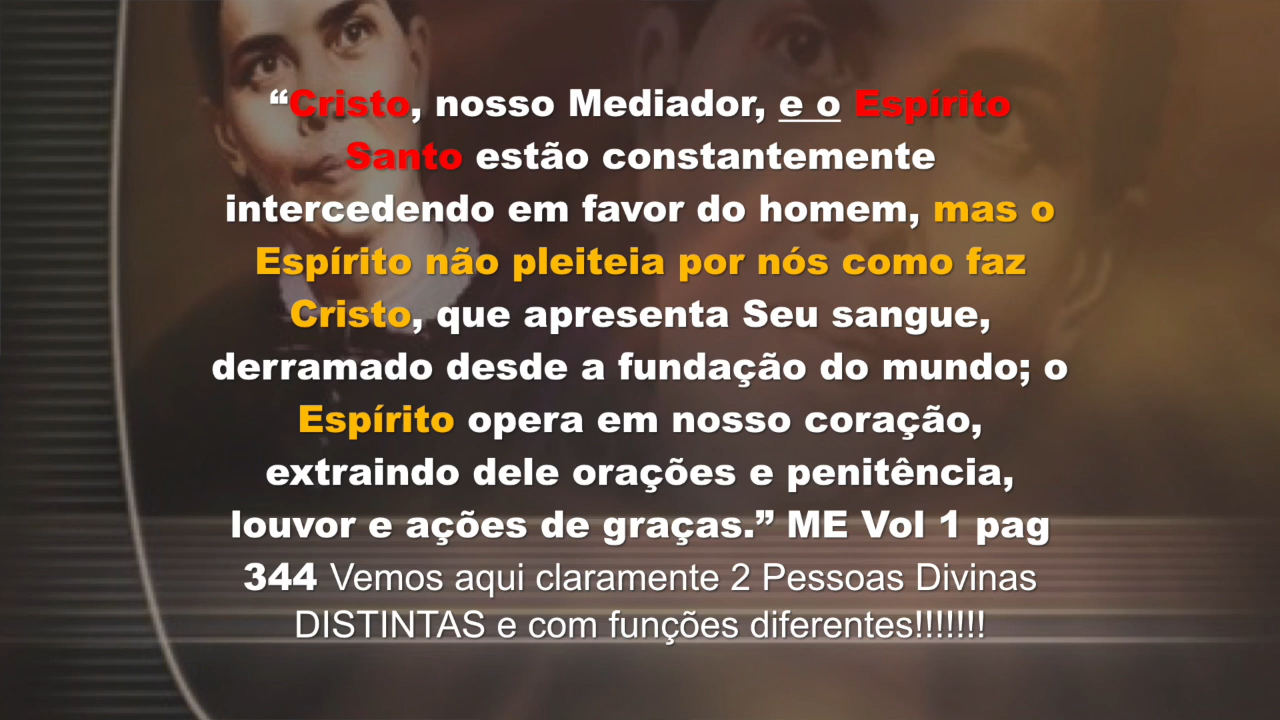 “Cristo, nosso Mediador, e o Espírito
Santo estão constantemente
intercedendo em favor do homem, mas o
Espírito não pleiteia por nós como faz
Cristo, que apresenta Seu sangue,
derramado desde a fundação do mundo; o
Espírito opera em nosso coração,
extraindo dele orações e penitência,
louvor e ações de graças.” ME Vol 1 pag
344 Vemos aqui claramente 2 Pessoas Divinas
DISTINTAS e com funções diferentes!!!!!!!